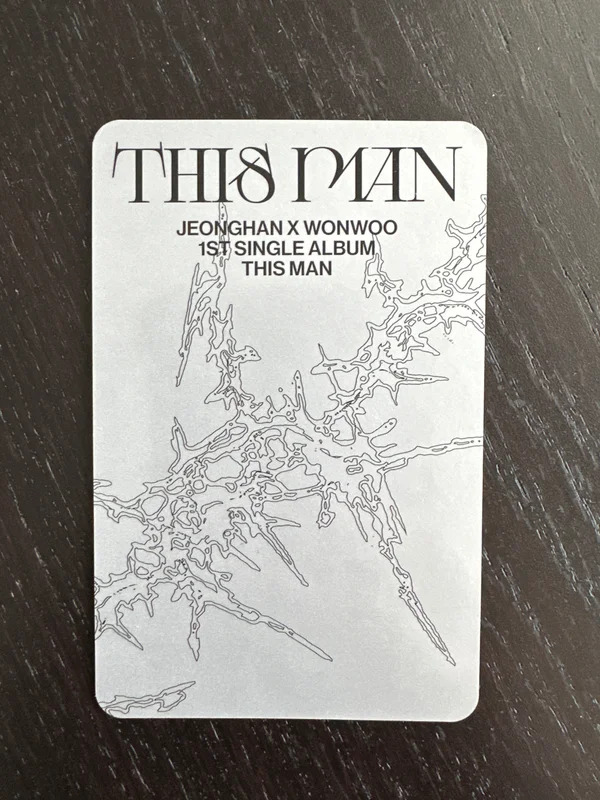 THIS MAN
JEONGHAN X WONWOO
1ST SINGLE ALBUM
THIS MAN